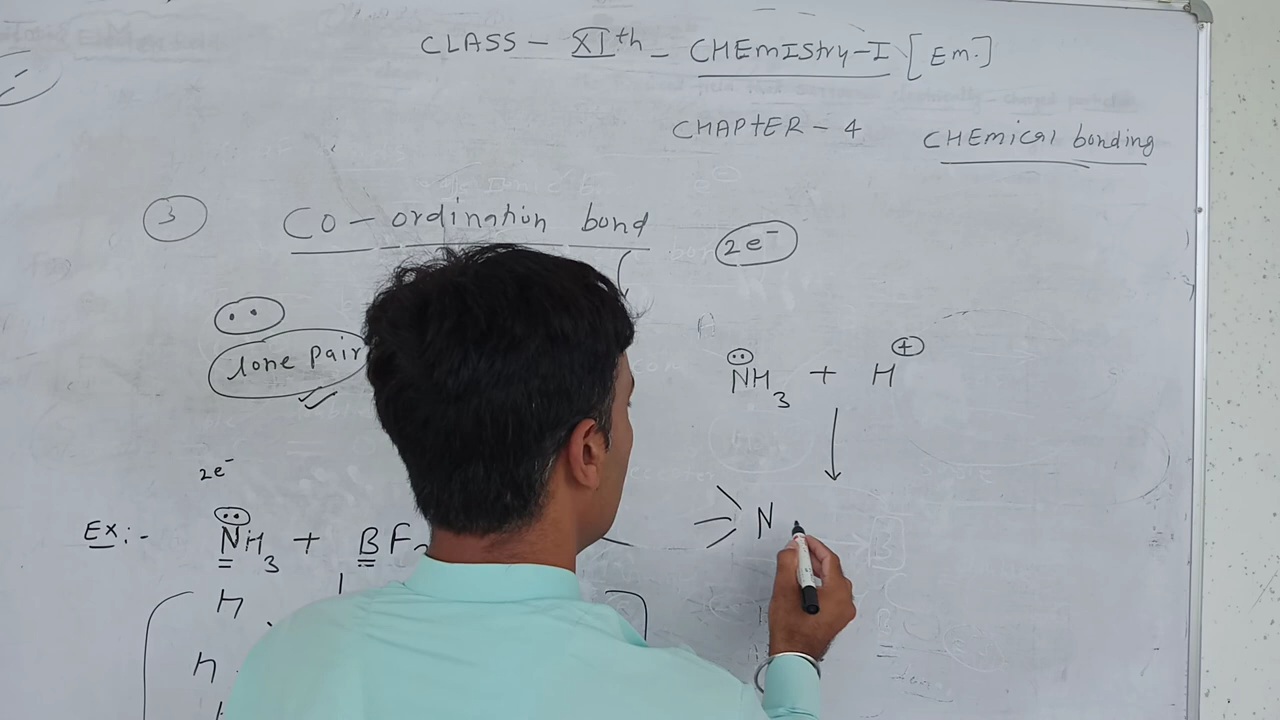 CLASS - XIth - CHEMIstry-I [Em.]
CHAPtER - 4 CHEMical bonding
3 Co-ordination bond 2e⁻
lone pair
NH3 + H+
2e⁻
Ex:- NH3 + BF
N
H
H